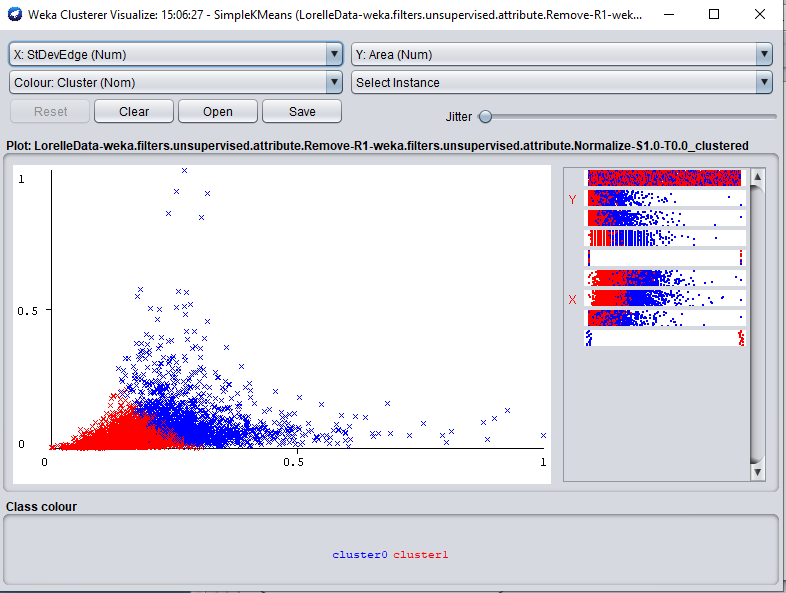 Weka Clusterer Visualize: 15:06:27 - SimpleKMeans (LorelleData-weka.filters.unsupervised.attribute.Remove-R1-wek...
X: StDevEdge (Num)
Y: Area (Num)
Colour: Cluster (Nom)
Select Instance
Reset
Clear
Open
Save
Jitter
Plot: LorelleData-weka.filters.unsupervised.attribute.Remove-R1-weka.filters.unsupervised.attribute.Normalize-S1.0-T0.0_clustered
1
0.5
0
0
0.5
1
Y
X
Class colour
cluster0 cluster1